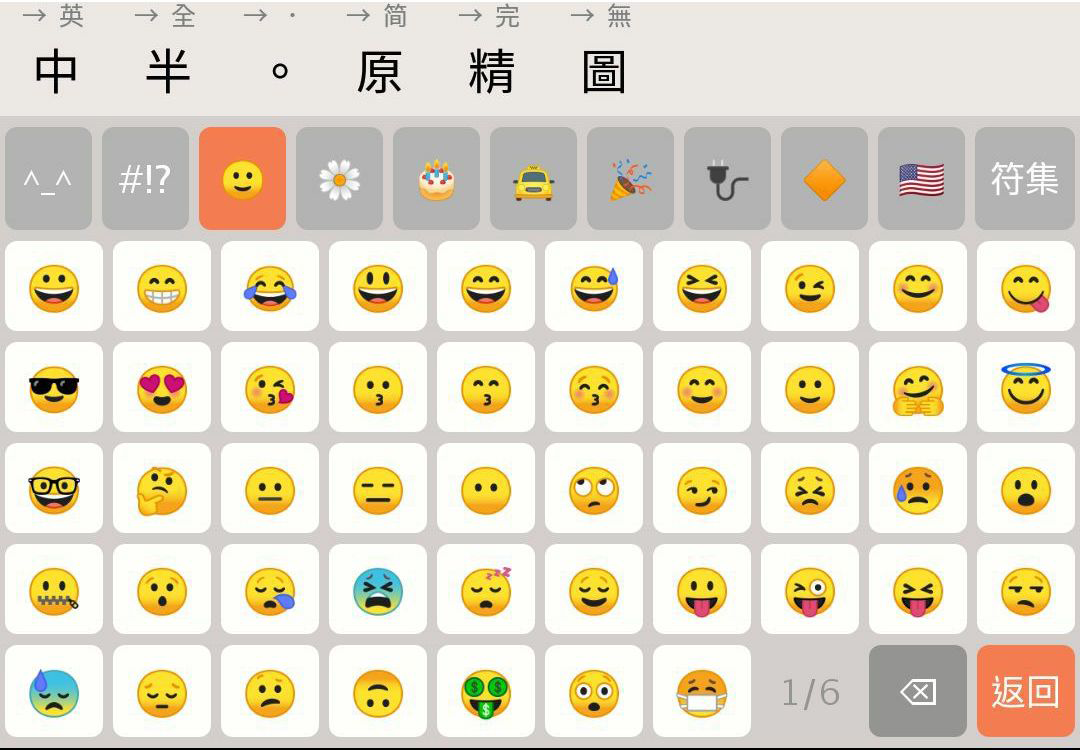 → 英 → 全 → · → 简 → 完 → 無
中 半 。 原 精 圖
^_^ #!? 符集
1/6 返回